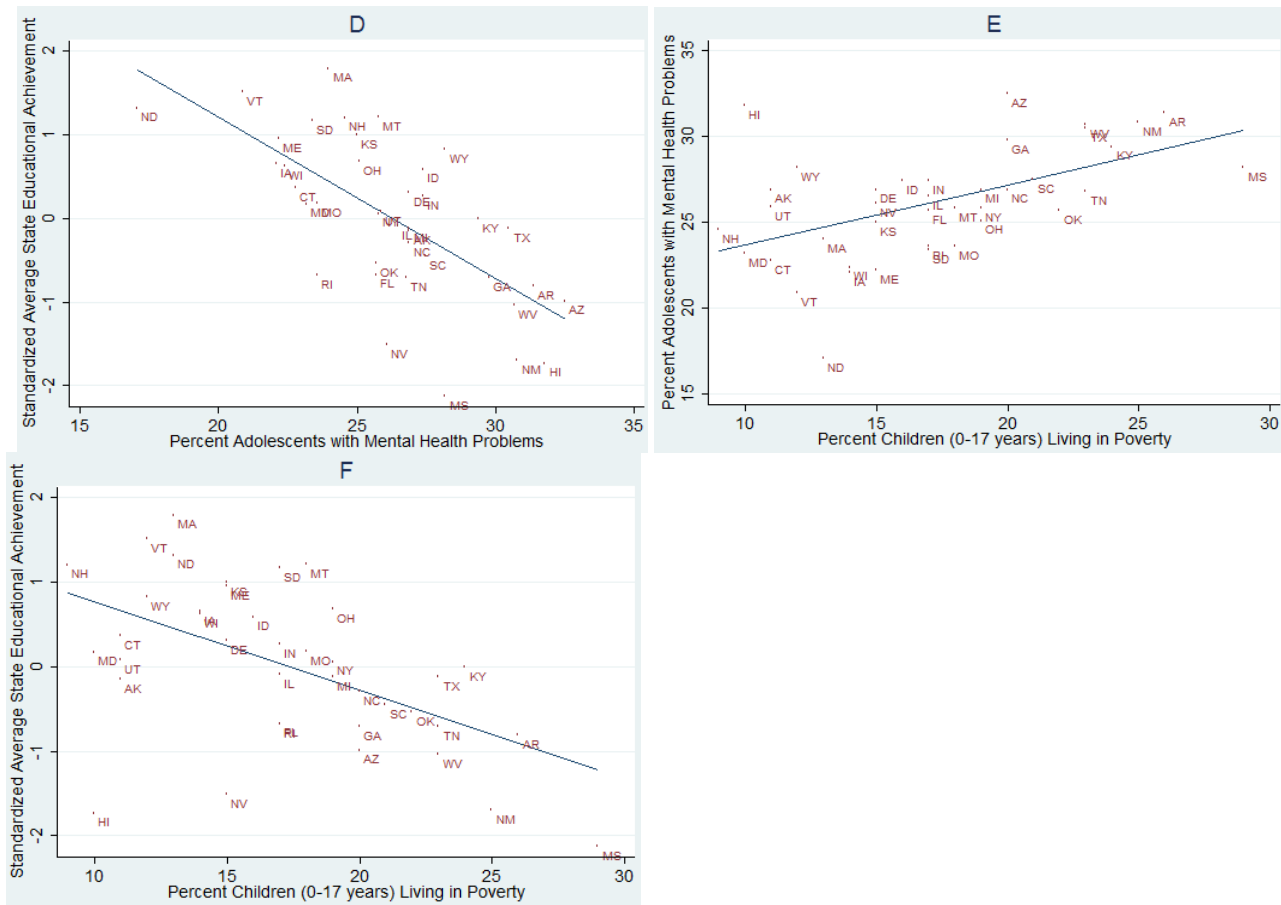 D
Standardized Average State Educational Achievement
2
1
0
-1
-2
MA
VT
ND
SD
NH
MT
ME
KS
WY
OH
IA
WI
ID
CT
DE
IN
MD
MO
UT
KY
IL
TX
NC
SC
OK
FL
RI
TN
GA
AR
AZ
WV
NV
NM
HI
MS
15
20
25
30
35
Percent Adolescents with Mental Health Problems
E
Percent Adolescents with Mental Health Problems
35
30
25
20
15
AZ
HI
AR
NM
WV
TX
GA
KY
WY
MS
AK
DE
ID
IN
MI
NC
SC
TN
UT
NV
IL
FL
MT
NY
OK
KS
OH
NH
MA
MD
CT
RI
SD
MO
WI
IA
ME
VT
ND
10
15
20
25
30
Percent Children (0-17 years) Living in Poverty
F
Standardized Average State Educational Achievement
2
1
0
-1
-2
MA
VT
ND
NH
SD
MT
KS
ME
WY
OH
IA
WI
ID
CT
DE
IN
MD
UT
MO
NY
KY
AK
IL
MI
TX
NC
SC
OK
FL
RI
GA
TN
AR
AZ
WV
NV
HI
NM
MS
10
15
20
25
30
Percent Children (0-17 years) Living in Poverty